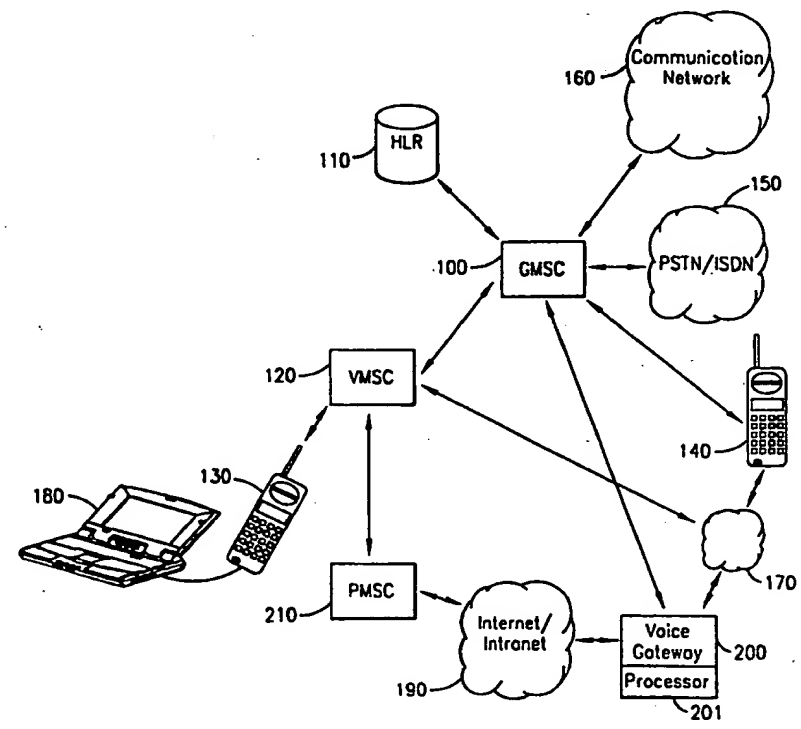 Communication
Network
160
HLR
110
150
PSTN/ISDN
100
GMSC
120
VMSC
140
130
180
170
PMSC
210
Internet/
Intranet
190
Voice
Gateway
200
Processor
201